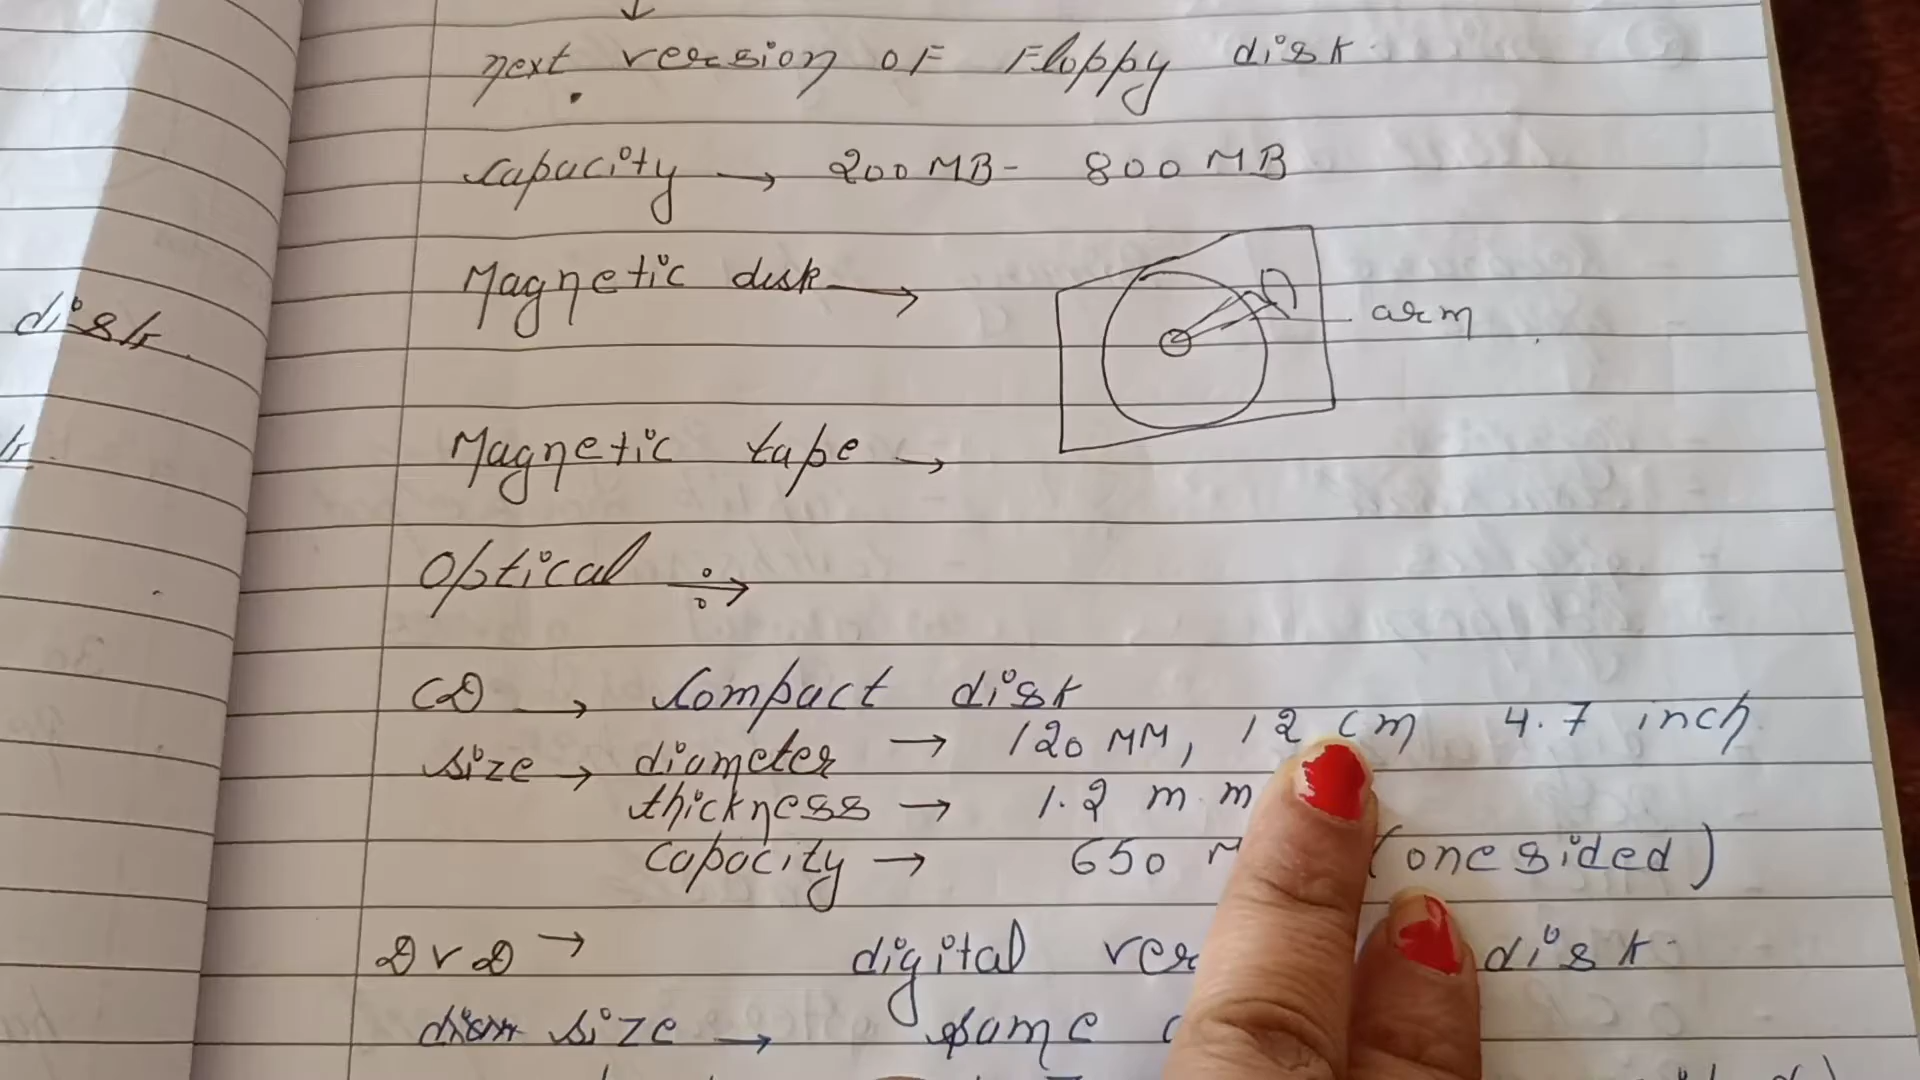 next version OF Floppy disk
capacity → 200 MB - 800 MB
Magnetic disk →
arm
disk
Magnetic tape →
Optical →
CD → Compact disk
size → diameter → 120 MM, 12 cm 4.7 inch
thickness → 1.2 m.m
capacity → 650 M (one sided)
DVD → digital ver disk
size → same